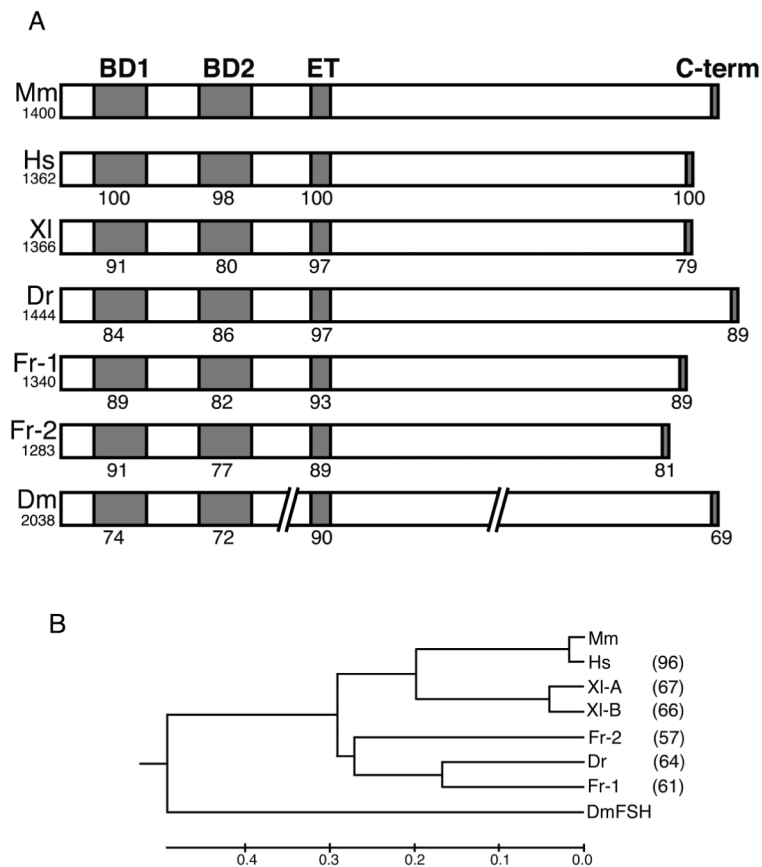 A
BD1 BD2 ET C-term
Mm
1400
Hs
1362
100 98 100 100
Xl
1366
91 80 97 79
Dr
1444
84 86 97 89
Fr-1
1340
89 82 93 89
Fr-2
1283
91 77 89 81
Dm
2038
74 72 90 69
B
Mm
Hs (96)
Xl-A (67)
Xl-B (66)
Fr-2 (57)
Dr (64)
Fr-1 (61)
DmFSH
0.4 0.3 0.2 0.1 0.0